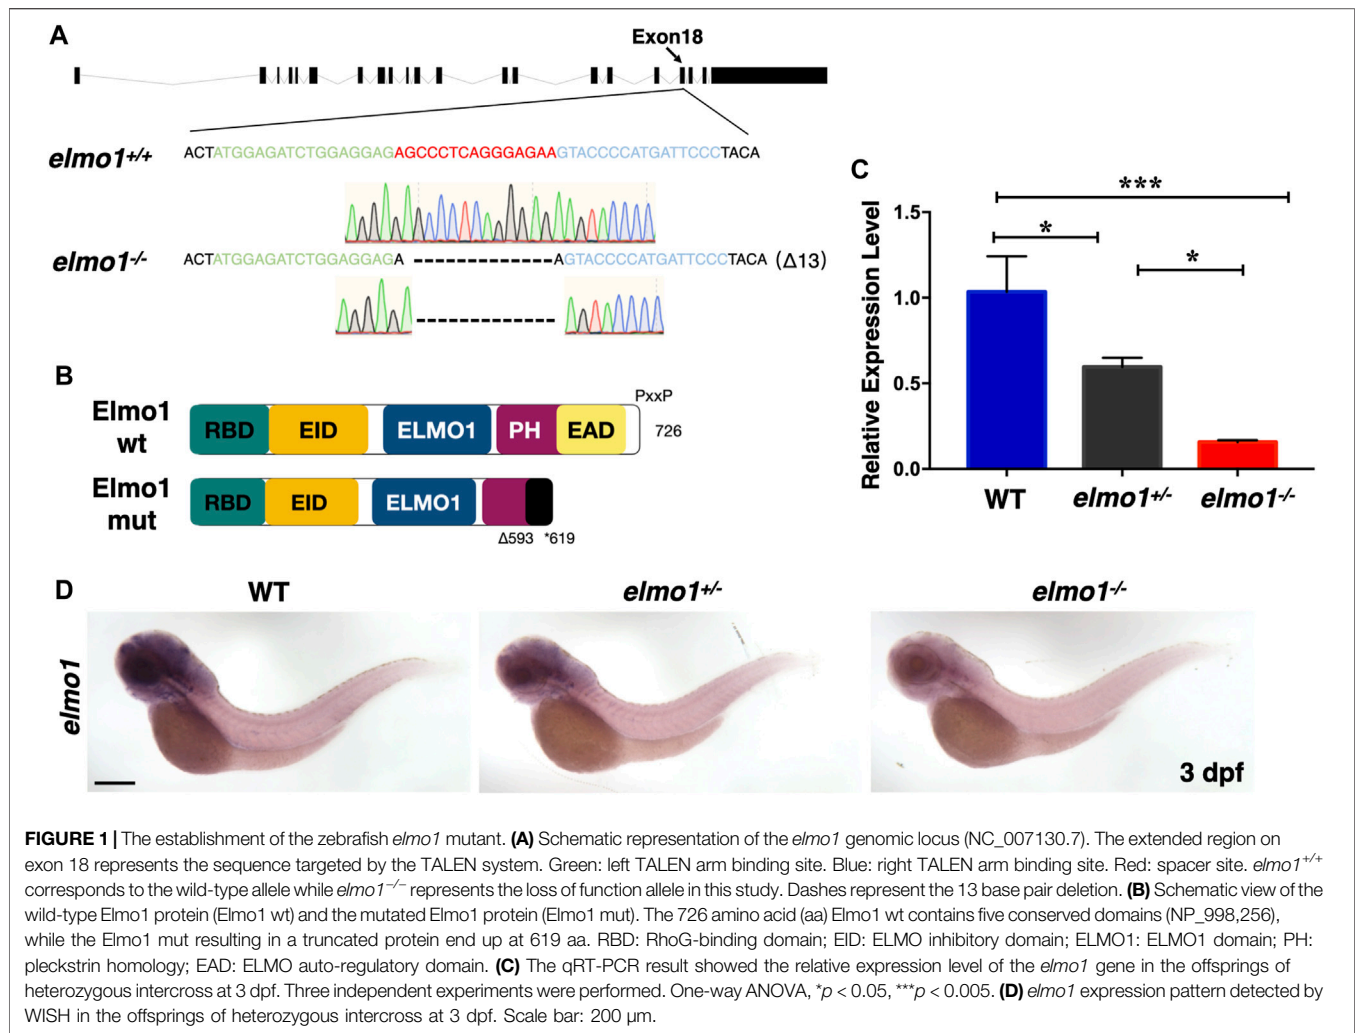 A
Exon18
elmo1+/+
ACTATGGAGATCTGGAGGAGAGCCCTCAGGGAGAAGTACCCCATGATTCCCTACA
elmo1-/-
ACTATGGAGATCTGGAGGAGA
AGTACCCCATGATTCCCTACA (Δ13)
B
Elmo1 wt
RBD EID ELMO1 PH EAD
PxxP
726
Elmo1 mut
RBD EID ELMO1
Δ593 *619
C
Relative Expression Level
1.5
1.0
0.5
0.0
***
*
*
WT elmo1+/- elmo1-/-
D
WT elmo1+/- elmo1-/-
elmo1
3 dpf
FIGURE 1 | The establishment of the zebrafish elmo1 mutant. (A) Schematic representation of the elmo1 genomic locus (NC_007130.7). The extended region on
exon 18 represents the sequence targeted by the TALEN system. Green: left TALEN arm binding site. Blue: right TALEN arm binding site. Red: spacer site. elmo1+/+
corresponds to the wild-type allele while elmo1−/− represents the loss of function allele in this study. Dashes represent the 13 base pair deletion. (B) Schematic view of the
wild-type Elmo1 protein (Elmo1 wt) and the mutated Elmo1 protein (Elmo1 mut). The 726 amino acid (aa) Elmo1 wt contains five conserved domains (NP_998,256),
while the Elmo1 mut resulting in a truncated protein end up at 619 aa. RBD: RhoG-binding domain; EID: ELMO inhibitory domain; ELMO1: ELMO1 domain; PH:
pleckstrin homology; EAD: ELMO auto-regulatory domain. (C) The qRT-PCR result showed the relative expression level of the elmo1 gene in the offsprings of
heterozygous intercross at 3 dpf. Three independent experiments were performed. One-way ANOVA, *p < 0.05, ***p < 0.005. (D) elmo1 expression pattern detected by
WISH in the offsprings of heterozygous intercross at 3 dpf. Scale bar: 200 μm.